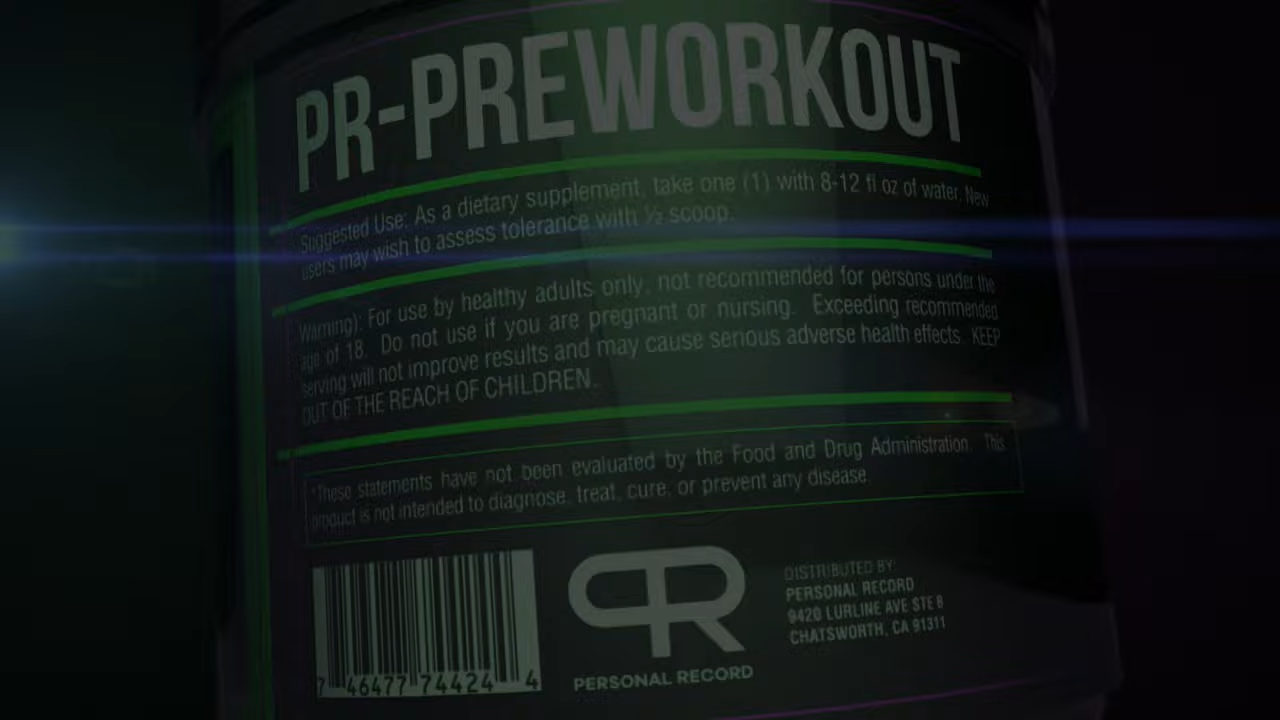 PR-PREWORKOUT
Suggested Use: As a dietary supplement, take one (1) with 8-12 fl oz of water. New
users may wish to assess tolerance with ½ scoop.
Warning): For use by healthy adults only, not recommended for persons under the
age of 18. Do not use if you are pregnant or nursing. Exceeding recommended
serving will not improve results and may cause serious adverse health effects. KEEP
OUT OF THE REACH OF CHILDREN.
*These statements have not been evaluated by the Food and Drug Administration. This
product is not intended to diagnose, treat, cure, or prevent any disease.
7 46477 74424 4
PR
PERSONAL RECORD
DISTRIBUTED BY:
PERSONAL RECORD
9420 LURLINE AVE STE B
CHATSWORTH, CA 91311